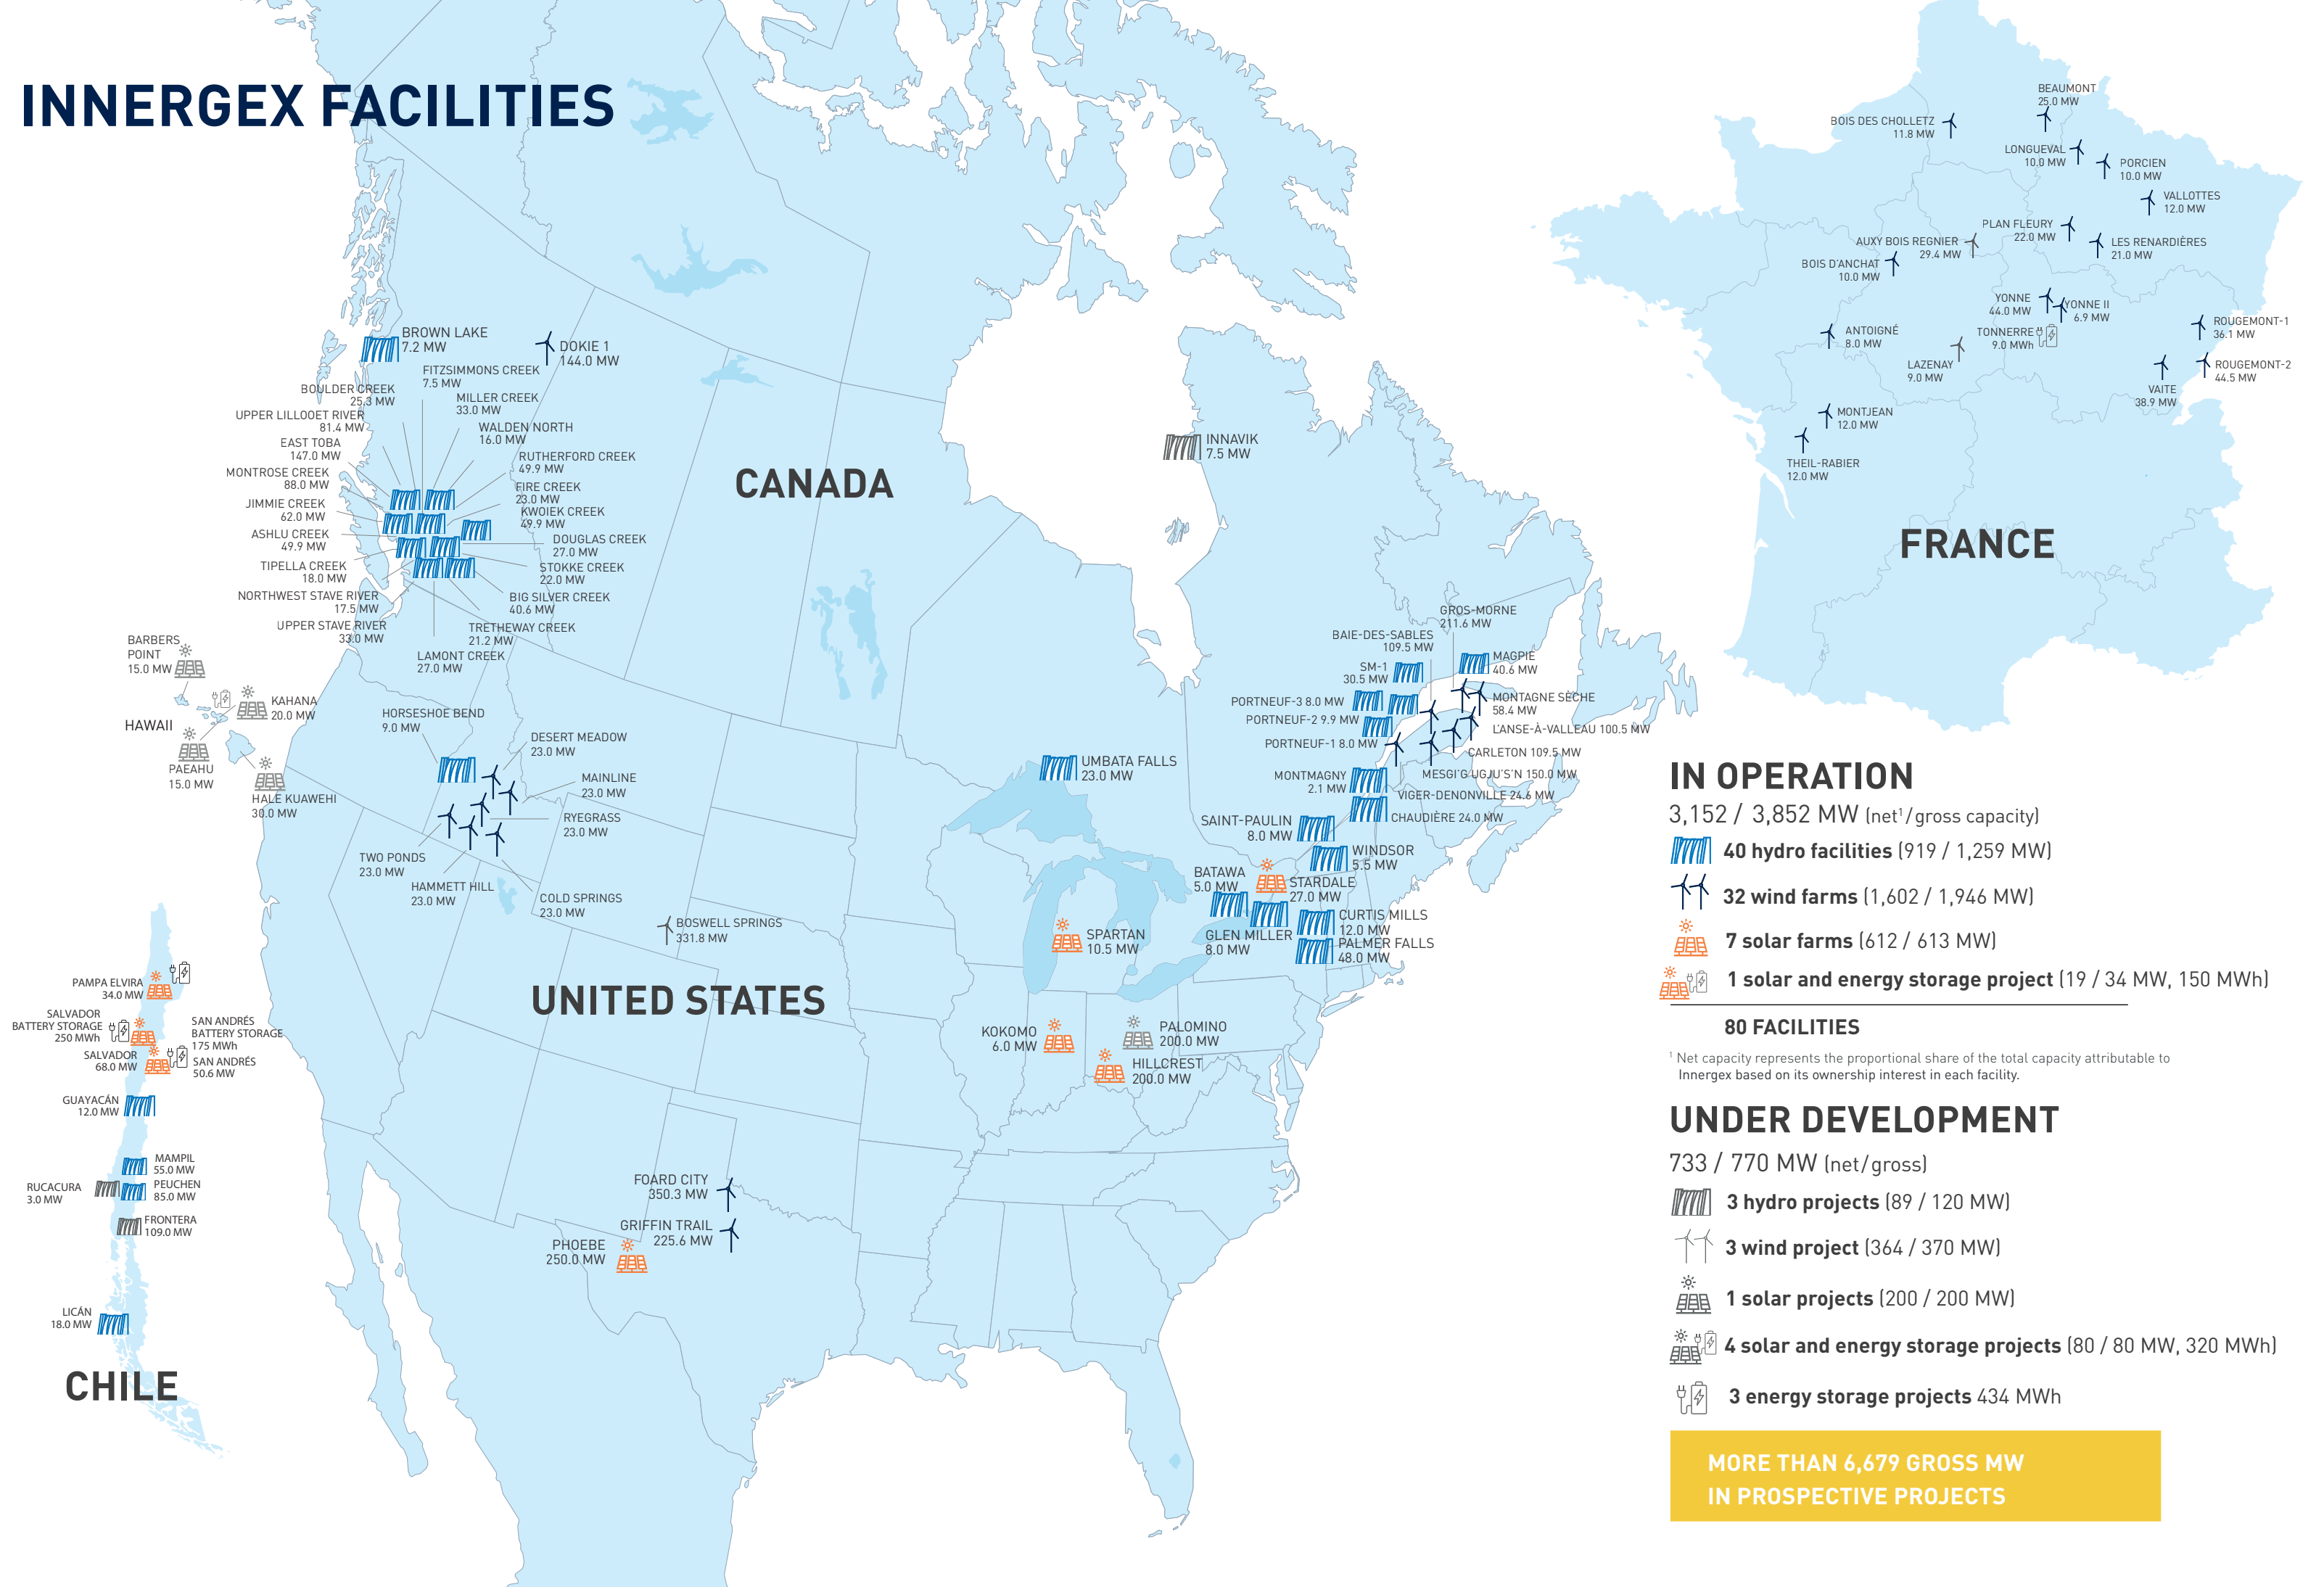 INNERGEX FACILITIES
BROWN LAKE
7.2 MW
DOKIE 1
144.0 MW
FITZSIMMONS CREEK
7.5 MW
BOULDER CREEK
25.3 MW
MILLER CREEK
33.0 MW
UPPER LILLOOET RIVER
81.4 MW
WALDEN NORTH
16.0 MW
EAST TOBA
147.0 MW
RUTHERFORD CREEK
49.9 MW
MONTROSE CREEK
88.0 MW
FIRE CREEK
23.0 MW
JIMMIE CREEK
62.0 MW
KWOIEK CREEK
49.9 MW
ASHLU CREEK
49.9 MW
DOUGLAS CREEK
27.0 MW
TIPELLA CREEK
18.0 MW
STOKKE CREEK
22.0 MW
NORTHWEST STAVE RIVER
17.5 MW
BIG SILVER CREEK
40.6 MW
UPPER STAVE RIVER
33.0 MW
TRETHEWAY CREEK
21.2 MW
LAMONT CREEK
27.0 MW
BARBERS
POINT
15.0 MW
KAHANA
20.0 MW
HAWAII
PAEAHU
15.0 MW
HALE KUAWEHI
30.0 MW
HORSESHOE BEND
9.0 MW
DESERT MEADOW
23.0 MW
MAINLINE
23.0 MW
RYEGRASS
23.0 MW
TWO PONDS
23.0 MW
HAMMETT HILL
23.0 MW
COLD SPRINGS
23.0 MW
BOSWELL SPRINGS
331.8 MW
CANADA
INNAVIK
7.5 MW
UMBATA FALLS
23.0 MW
GROS-MORNE
211.6 MW
BAIE-DES-SABLES
109.5 MW
MAGPIE
40.6 MW
SM-1
30.5 MW
MONTAGNE SÈCHE
58.4 MW
PORTNEUF-3 8.0 MW
PORTNEUF-2 9.9 MW
L'ANSE-À-VALLEAU 100.5 MW
PORTNEUF-1 8.0 MW
CARLETON 109.5 MW
MONTMAGNY
2.1 MW
MESGI'G UGJU'S'N 150.0 MW
VIGER-DENONVILLE 24.6 MW
CHAUDIÈRE 24.0 MW
SAINT-PAULIN
8.0 MW
WINDSOR
5.5 MW
BATAWA
5.0 MW
STARDALE
27.0 MW
GLEN MILLER
8.0 MW
CURTIS MILLS
12.0 MW
PALMER FALLS
48.0 MW
SPARTAN
10.5 MW
UNITED STATES
KOKOMO
6.0 MW
PALOMINO
200.0 MW
HILLCREST
200.0 MW
FOARD CITY
350.3 MW
GRIFFIN TRAIL
225.6 MW
PHOEBE
250.0 MW
PAMPA ELVIRA
34.0 MW
SALVADOR
BATTERY STORAGE
250 MWh
SAN ANDRÉS
BATTERY STORAGE
175 MWh
SALVADOR
68.0 MW
SAN ANDRÉS
50.6 MW
GUAYACÁN
12.0 MW
MAMPIL
55.0 MW
RUCACURA
3.0 MW
PEUCHEN
85.0 MW
FRONTERA
109.0 MW
LICÁN
18.0 MW
CHILE
BEAUMONT
25.0 MW
BOIS DES CHOLLETZ
11.8 MW
LONGUEVAL
10.0 MW
PORCIEN
10.0 MW
VALLOTTES
12.0 MW
PLAN FLEURY
22.0 MW
AUXY BOIS REGNIER
29.4 MW
LES RENARDIÈRES
21.0 MW
BOIS D'ANCHAT
10.0 MW
YONNE
44.0 MW
YONNE II
6.9 MW
ROUGEMONT-1
36.1 MW
ANTOIGNÉ
8.0 MW
TONNERRE
9.0 MWh
LAZENAY
9.0 MW
ROUGEMONT-2
44.5 MW
VAITE
38.9 MW
MONTJEAN
12.0 MW
THEIL-RABIER
12.0 MW
FRANCE
IN OPERATION
3,152 / 3,852 MW (net¹/gross capacity)
40 hydro facilities (919 / 1,259 MW)
32 wind farms (1,602 / 1,946 MW)
7 solar farms (612 / 613 MW)
1 solar and energy storage project (19 / 34 MW, 150 MWh)
80 FACILITIES
¹ Net capacity represents the proportional share of the total capacity attributable to
Innergex based on its ownership interest in each facility.
UNDER DEVELOPMENT
733 / 770 MW (net/gross)
3 hydro projects (89 / 120 MW)
3 wind project (364 / 370 MW)
1 solar projects (200 / 200 MW)
4 solar and energy storage projects (80 / 80 MW, 320 MWh)
3 energy storage projects 434 MWh
MORE THAN 6,679 GROSS MW
IN PROSPECTIVE PROJECTS